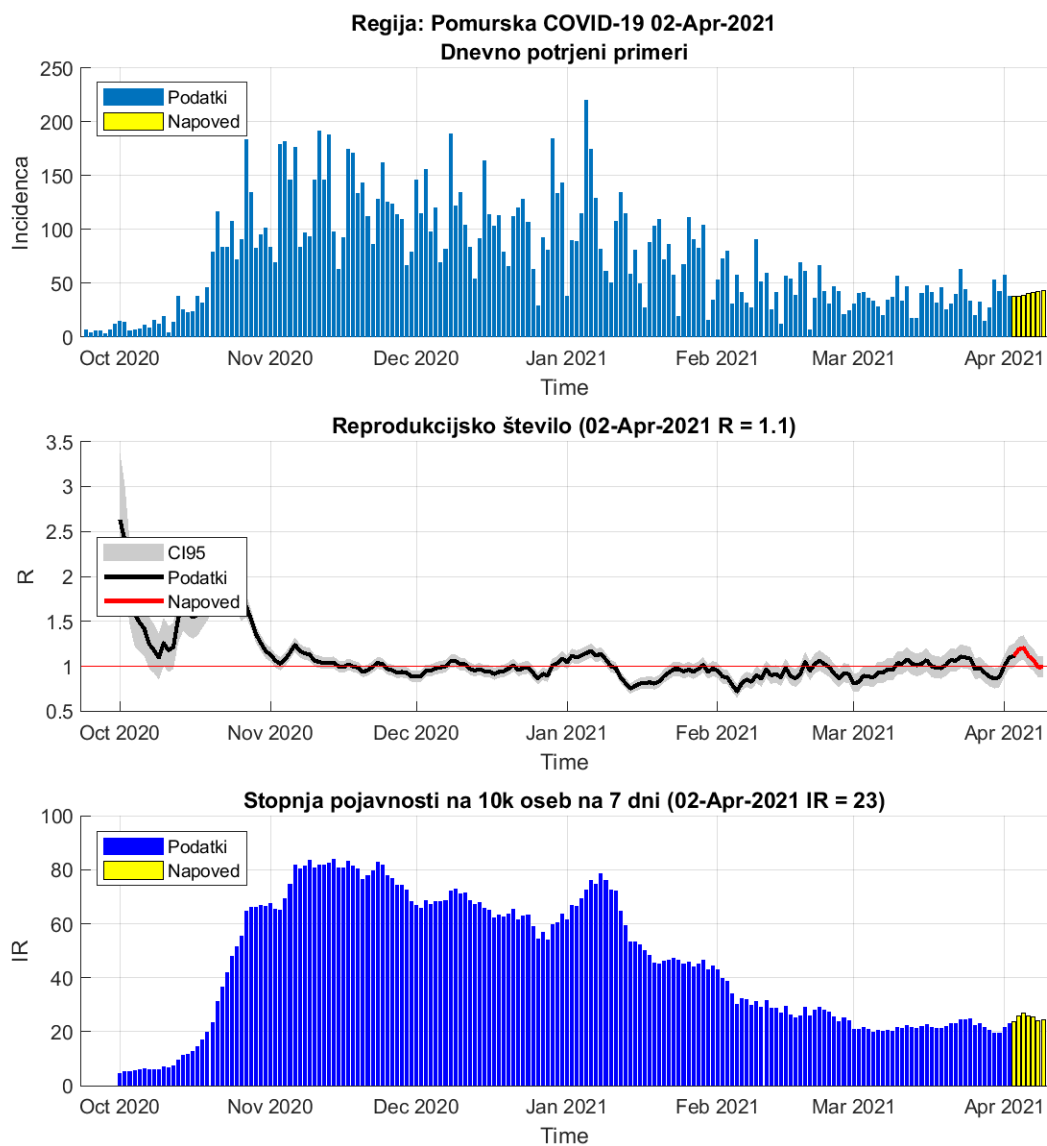 Regija: Pomurska COVID-19 02-Apr-2021
Dnevno potrjeni primeri
250
200
150
100
50
0
Incidenca
Podatki
Napoved
Oct 2020 Nov 2020 Dec 2020 Jan 2021 Feb 2021 Mar 2021 Apr 2021
Time
Reprodukcijsko število (02-Apr-2021 R = 1.1)
3.5
3
2.5
2
1.5
1
0.5
R
CI95
Podatki
Napoved
Oct 2020 Nov 2020 Dec 2020 Jan 2021 Feb 2021 Mar 2021 Apr 2021
Time
Stopnja pojavnosti na 10k oseb na 7 dni (02-Apr-2021 IR = 23)
100
80
60
40
20
0
IR
Podatki
Napoved
Oct 2020 Nov 2020 Dec 2020 Jan 2021 Feb 2021 Mar 2021 Apr 2021
Time